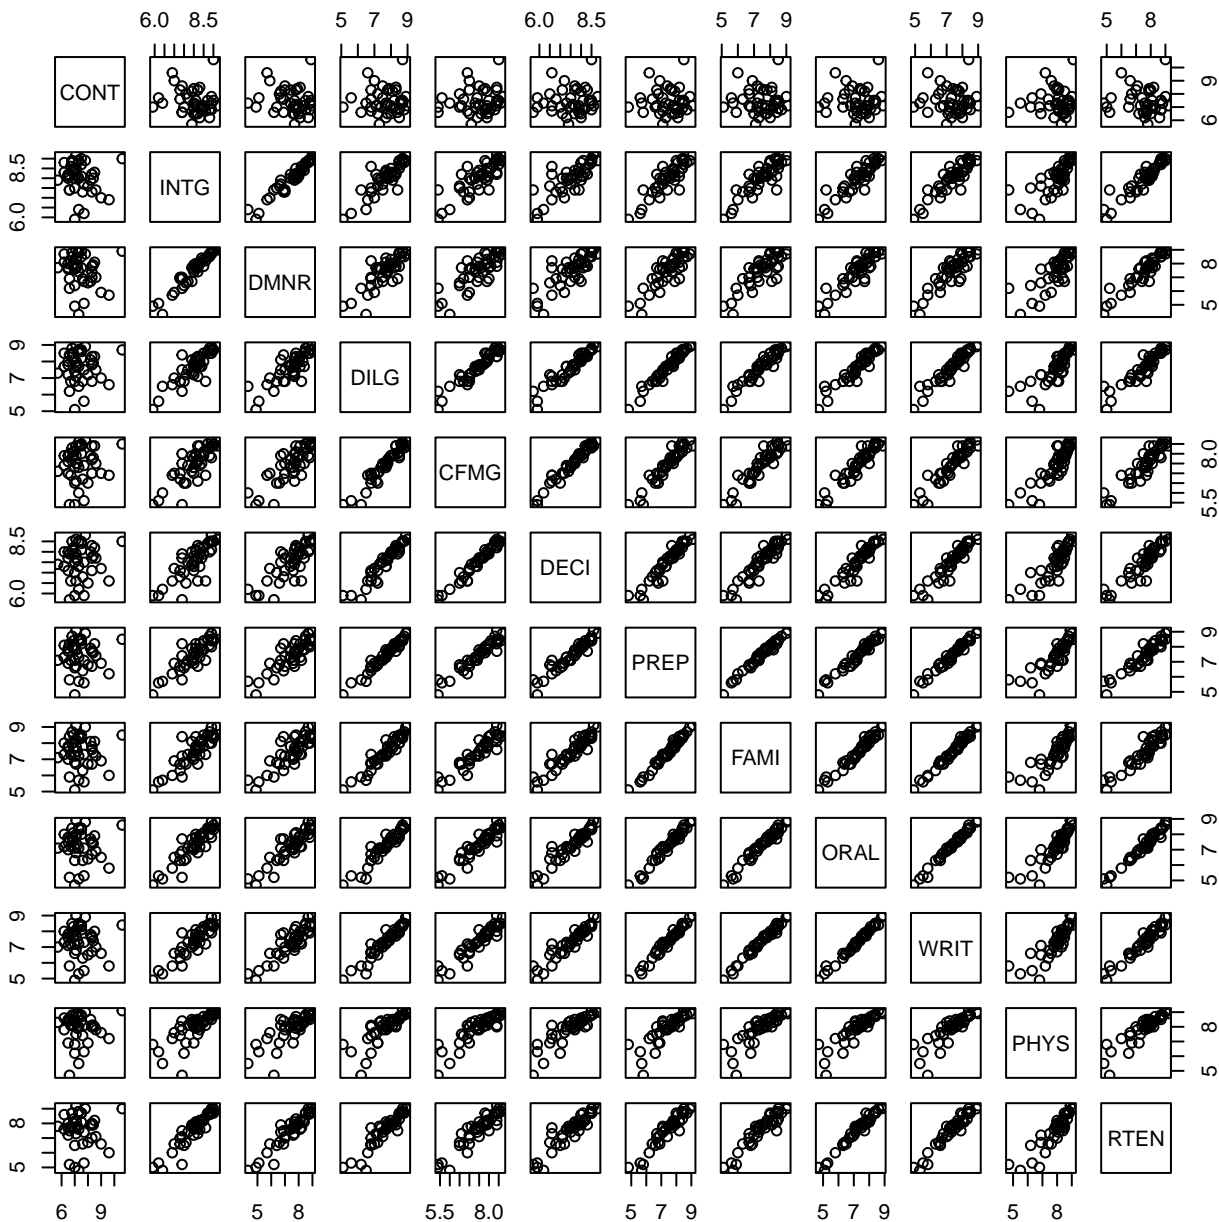 6.0 8.5 5 7 9 6.0 8.5 5 7 9 5 7 9 5 8
CONT 6 9
6.0 8.5 INTG
DMNR 5 8
5 7 9 DILG
CFMG 5.5 8.0
6.0 8.5 DECI
PREP 5 7 9
5 7 9 FAMI
ORAL 5 7 9
5 7 9 WRIT
PHYS 5 8
5 8 RTEN
6 9 5 8 5.5 8.0 5 7 9 5 7 9 5 8